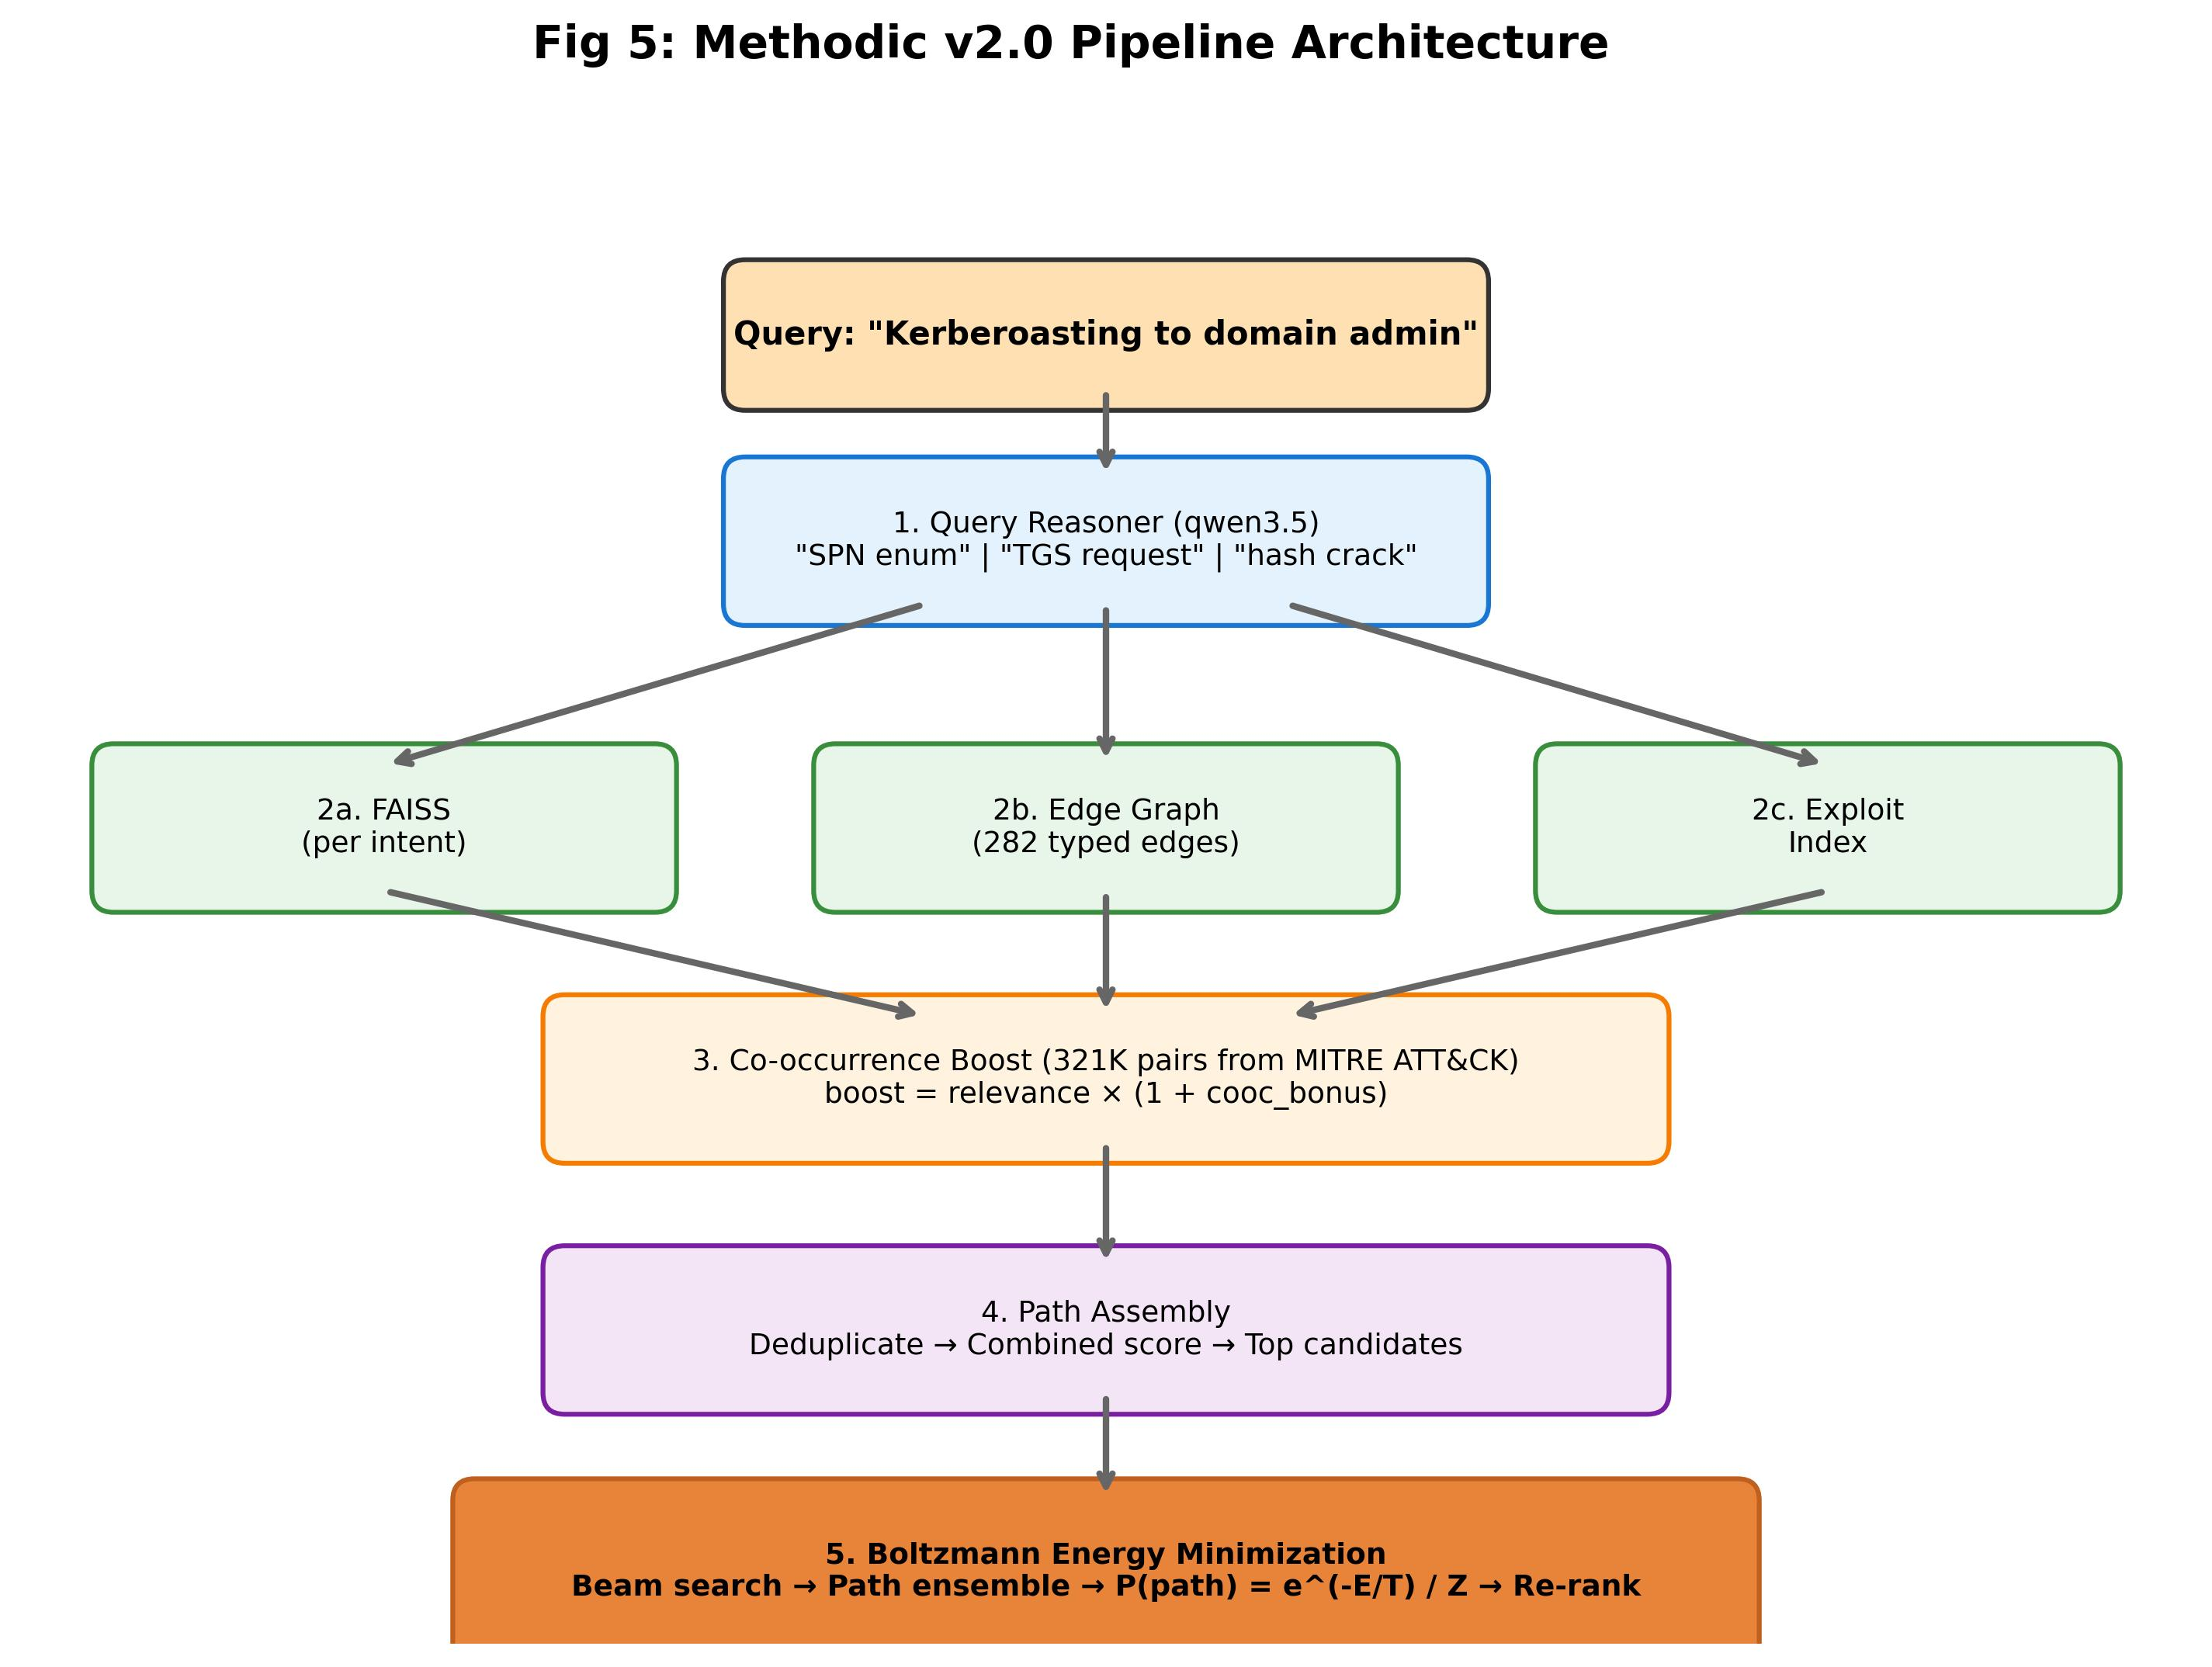 Fig 5: Methodic v2.0 Pipeline Architecture
Query: "Kerberoasting to domain admin"
1. Query Reasoner (qwen3.5)
"SPN enum" | "TGS request" | "hash crack"
2a. FAISS
(per intent)
2b. Edge Graph
(282 typed edges)
2c. Exploit
Index
3. Co-occurrence Boost (321K pairs from MITRE ATT&CK)
boost = relevance × (1 + cooc_bonus)
4. Path Assembly
Deduplicate → Combined score → Top candidates
5. Boltzmann Energy Minimization
Beam search → Path ensemble → P(path) = e^(-E/T) / Z → Re-rank